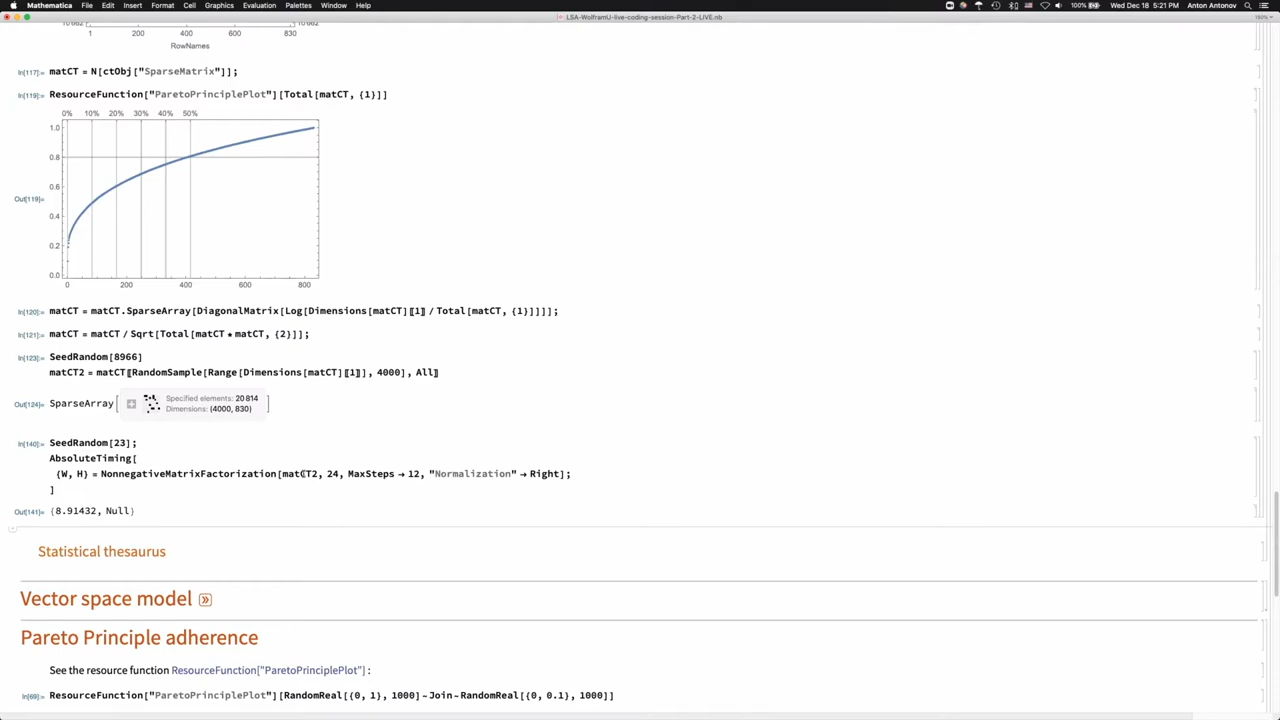 Mathematica File Edit Insert Format Cell Graphics Evaluation Palettes Window Help 100% Wed Dec 18 5:21 PM Anton Antonov
LSA-WolframU-live-coding-session-Part-2-LIVE.nb
1 200 400 600 830
RowNames
In[117]:= matCT = N[ctObj["SparseMatrix"]];
In[119]:= ResourceFunction["ParetoPrinciplePlot"][Total[matCT, {1}]]
0% 10% 20% 30% 40% 50%
1.0
0.8
0.6
Out[119]=
0.4
0.2
0.0
0 200 400 600 800
In[120]:= matCT = matCT.SparseArray[DiagonalMatrix[Log[Dimensions[matCT]〚1〛 / Total[matCT, {1}]]]];
In[121]:= matCT = matCT / Sqrt[Total[matCT * matCT, {2}]];
In[123]:= SeedRandom[8966]
matCT2 = matCT〚RandomSample[Range[Dimensions[matCT]〚1〛], 4000], All〛
Out[124]= SparseArray[ Specified elements: 20 814
Dimensions: {4000, 830} ]
In[140]:= SeedRandom[23];
AbsoluteTiming[
{W, H} = NonnegativeMatrixFactorization[matCT2, 24, MaxSteps → 12, "Normalization" → Right];
]
Out[141]= {8.91432, Null}
Statistical thesaurus
Vector space model »
Pareto Principle adherence
See the resource function ResourceFunction["ParetoPrinciplePlot"] :
In[69]:= ResourceFunction["ParetoPrinciplePlot"][RandomReal[{0, 1}, 1000] ~ Join ~ RandomReal[{0, 0.1}, 1000]]